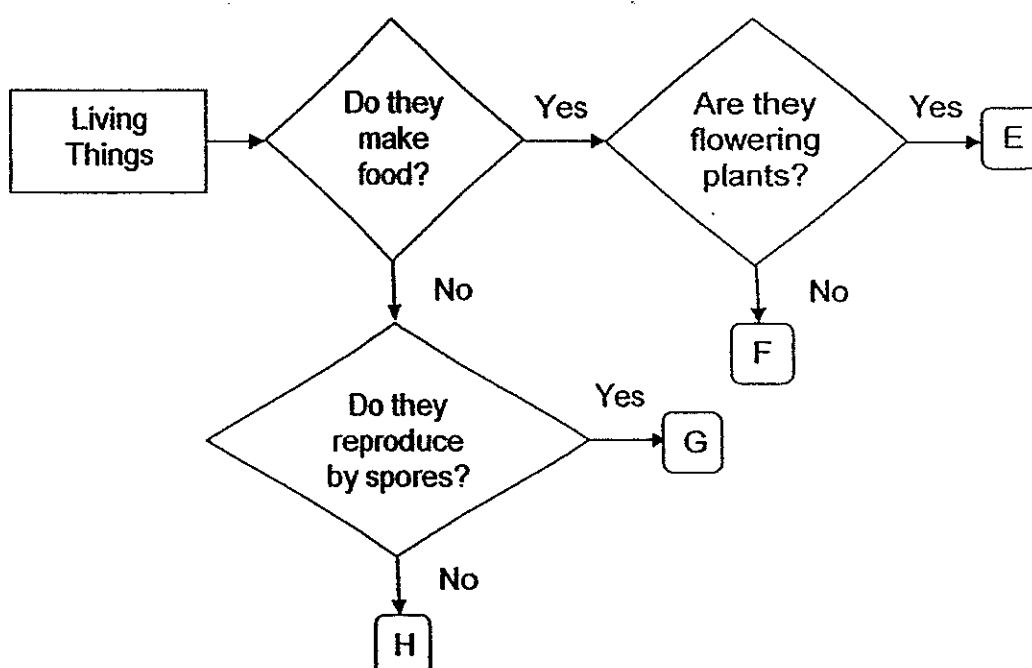 Living
Things
Do they
make
food?
Yes
Are they
flowering
plants?
Yes
E
No
No
F
Do they
reproduce
by spores?
Yes
G
No
H